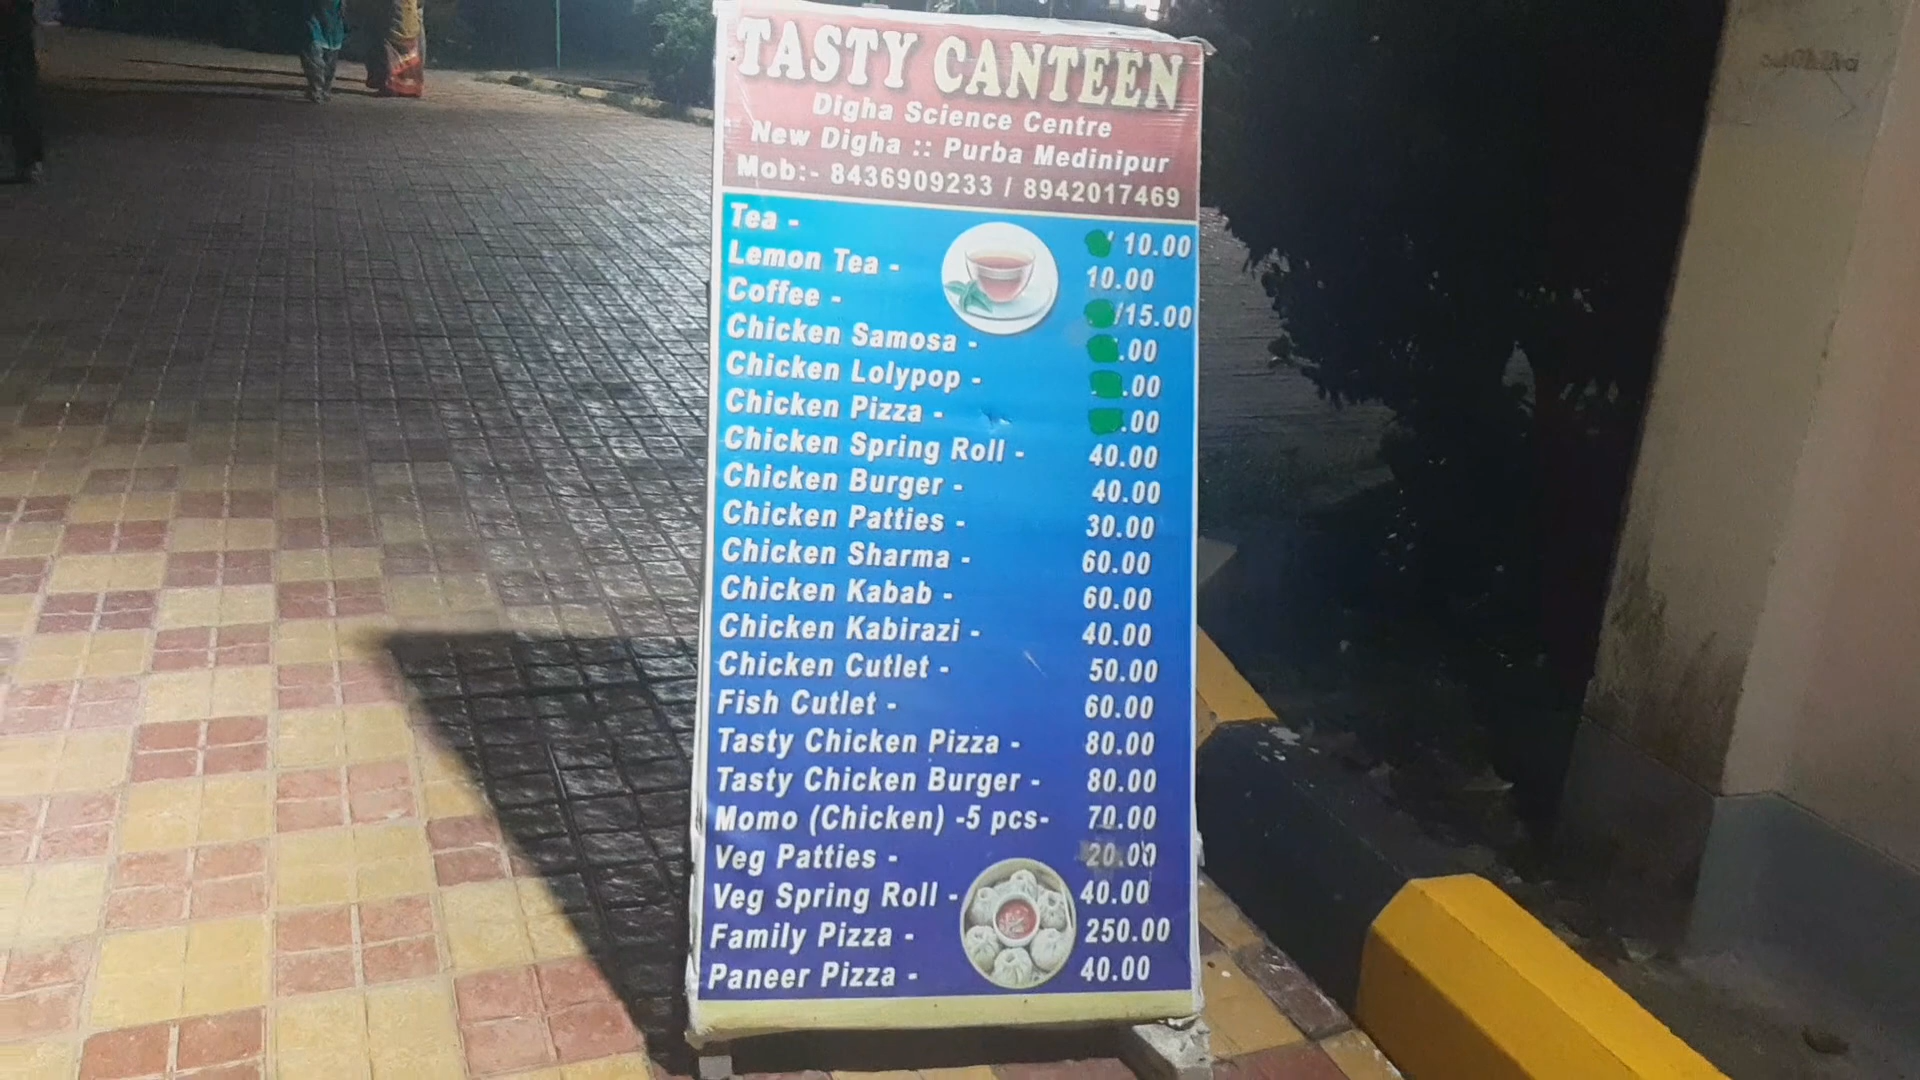 TASTY CANTEEN
Digha Science Centre
New Digha :: Purba Medinipur
Mob:- 8436909233 / 8942017469
Tea - / 10.00
Lemon Tea - 10.00
Coffee - /15.00
Chicken Samosa - .00
Chicken Lolypop - .00
Chicken Pizza - .00
Chicken Spring Roll - 40.00
Chicken Burger - 40.00
Chicken Patties - 30.00
Chicken Sharma - 60.00
Chicken Kabab - 60.00
Chicken Kabirazi - 40.00
Chicken Cutlet - 50.00
Fish Cutlet - 60.00
Tasty Chicken Pizza - 80.00
Tasty Chicken Burger - 80.00
Momo (Chicken) -5 pcs- 70.00
Veg Patties - 20.00
Veg Spring Roll - 40.00
Family Pizza - 250.00
Paneer Pizza - 40.00